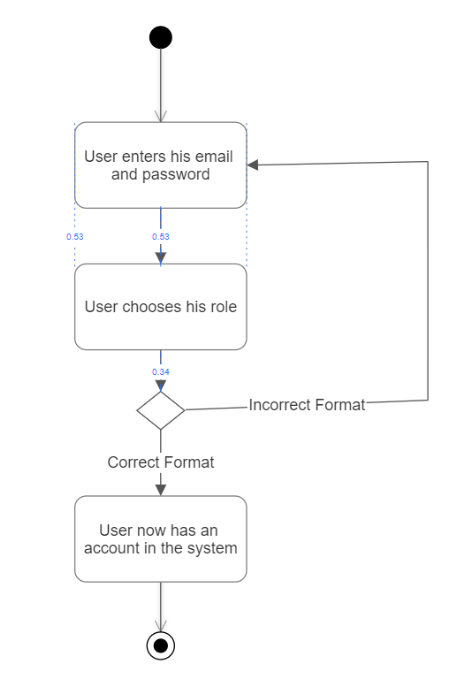 User enters his email
and password
0.53
0.53
User chooses his role
0.34
Incorrect Format
Correct Format
User now has an
account in the system